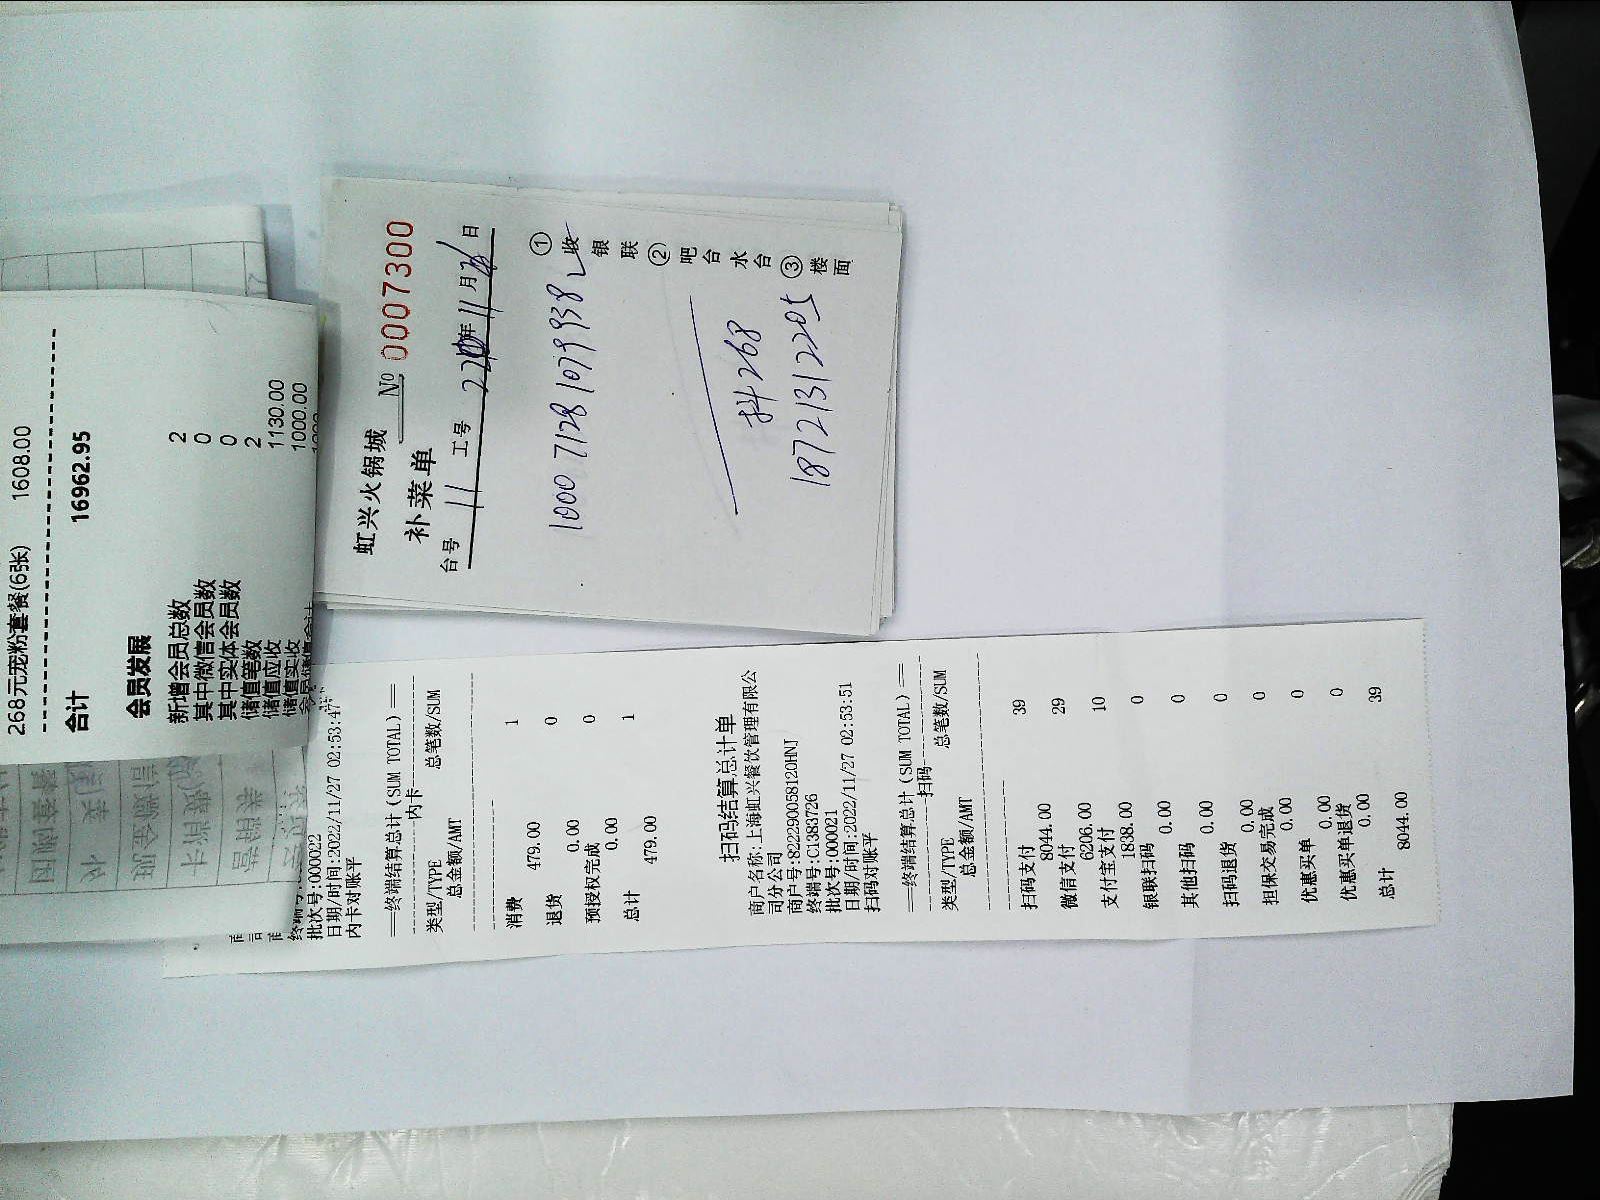 268元宠粉套餐(6张) 1608.00
合计 16962.95
会员发展
新增会员总数 2
其中微信会员数 0
其中实体会员数 0
储值笔数 2
储值应收 1130.00
储值实收 1000.00
虹兴火锅城 № 0007300
补菜单
台号 11 工号 年 11 月 26 日
1000 7128 1079938
抖268
18721312205
①收银联
②吧台水台
③楼面
批次号:000022
日期/时间:2022/11/27 02:53:47
内卡对账平
==终端结算总计(SUM TOTAL)==
内卡
类型/TYPE 总笔数/SUM
总金额/AMT
消费 1
479.00
退货 0
0.00
预授权完成 0
0.00
总计 1
479.00
扫码结算总计单
商户名称:上海虹兴餐饮管理有限公
司分公司
商户号:82229005812OHNJ
终端号:C1383726
批次号:000021
日期/时间:2022/11/27 02:53:51
扫码对账平
==终端结算总计(SUM TOTAL)==
扫码
类型/TYPE 总笔数/SUM
总金额/AMT
扫码支付 39
8044.00
微信支付 29
6206.00
支付宝支付 10
1838.00
银联扫码 0
0.00
其他扫码 0
0.00
扫码退货 0
0.00
担保交易完成 0
0.00
优惠买单 0
0.00
优惠买单退货 0
0.00
总计 39
8044.00